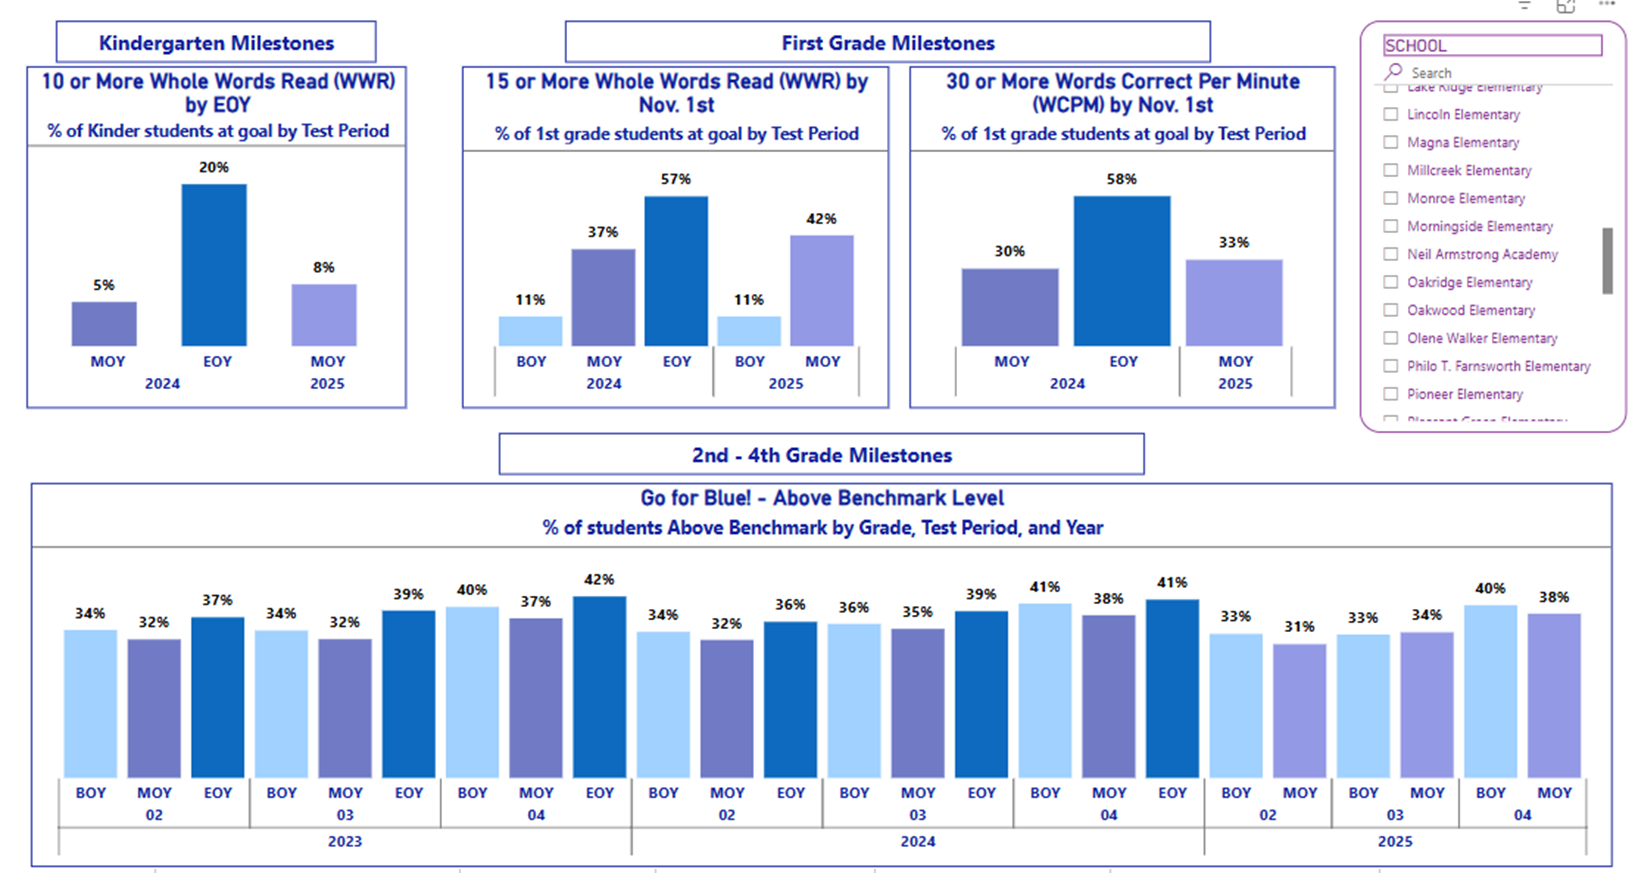 Kindergarten Milestones
First Grade Milestones
10 or More Whole Words Read (WWR)
by EOY
% of Kinder students at goal by Test Period
5%
20%
8%
MOY
EOY
MOY
2024
2025
15 or More Whole Words Read (WWR) by
Nov. 1st
% of 1st grade students at goal by Test Period
11%
37%
57%
11%
42%
BOY
MOY
EOY
BOY
MOY
2024
2025
30 or More Words Correct Per Minute
(WCPM) by Nov. 1st
% of 1st grade students at goal by Test Period
30%
58%
33%
MOY
EOY
MOY
2024
2025
SCHOOL
Search
Lake Ridge Elementary
Lincoln Elementary
Magna Elementary
Millcreek Elementary
Monroe Elementary
Morningside Elementary
Neil Armstrong Academy
Oakridge Elementary
Oakwood Elementary
Olene Walker Elementary
Philo T. Farnsworth Elementary
Pioneer Elementary
2nd - 4th Grade Milestones
Go for Blue! - Above Benchmark Level
% of students Above Benchmark by Grade, Test Period, and Year
34% 32% 37% 34% 32% 39% 40% 37% 42% 34% 32% 36% 36% 35% 39% 41% 38% 41% 33% 31% 33% 34% 40% 38%
BOY MOY EOY BOY MOY EOY BOY MOY EOY BOY MOY EOY BOY MOY EOY BOY MOY EOY BOY MOY BOY MOY BOY MOY
02 03 04 02 03 04 02 03 04
2023 2024 2025